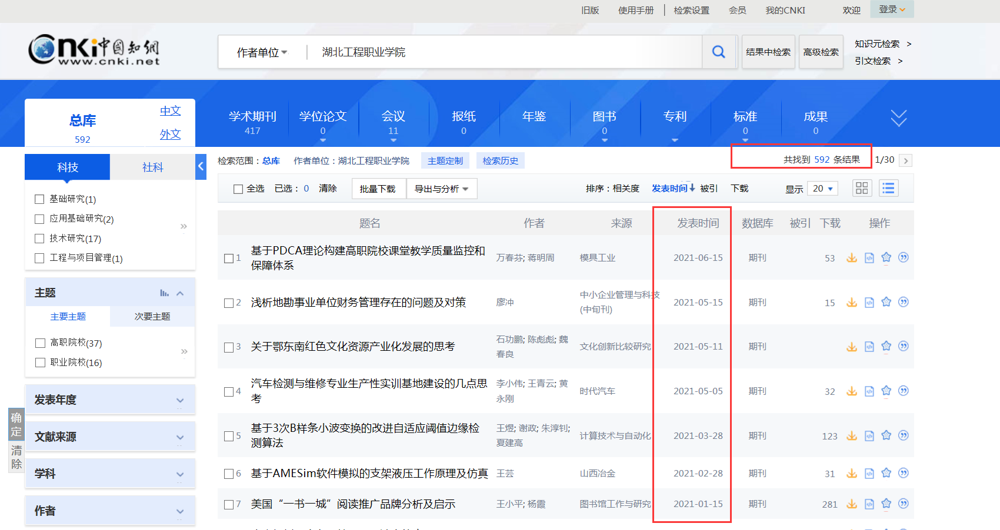 旧版 使用手册 检索设置 会员 我的CNKI 欢迎 登录
cnki中国知网
www.cnki.net
作者单位 湖北工程职业学院 结果中检索 高级检索
知识元检索 >
引文检索 >
总库
592
中文
外文
学术期刊 学位论文 会议 报纸 年鉴 图书 专利 标准 成果
417 0 11 0 0 0 0
科技 社科
基础研究(1)
应用基础研究(2)
技术研究(17)
工程与项目管理(1)
主题
主要主题 次要主题
高职院校(37)
职业院校(16)
发表年度
文献来源
学科
作者
确定
清除
检索范围：总库 作者单位：湖北工程职业学院 主题定制 检索历史 共找到 592 条结果 1/30 >
全选 已选：0 清除 批量下载 导出与分析 排序：相关度 发表时间↓ 被引 下载 显示 20
题名 作者 来源 发表时间 数据库 被引 下载 操作
1 基于PDCA理论构建高职院校课堂教学质量监控和
保障体系 万春芬; 蒋明周 模具工业 2021-06-15 期刊 53
2 浅析地勘事业单位财务管理存在的问题及对策 廖冲 中小企业管理与科技
(中旬刊) 2021-05-15 期刊 15
3 关于鄂东南红色文化资源产业化发展的思考 石功鹏; 陈彪彪; 魏
春良 文化创新比较研究 2021-05-11 期刊
4 汽车检测与维修专业生产性实训基地建设的几点思
考 李小伟; 王青云; 黄
永刚 时代汽车 2021-05-05 期刊 32
5 基于3次B样条小波变换的改进自适应阈值边缘检
测算法 王煜; 谢政; 朱淳钊;
夏建高 计算技术与自动化 2021-03-28 期刊 123
6 基于AMESim软件模拟的支架液压工作原理及仿真 王芸 山西冶金 2021-02-28 期刊 31
7 美国“一书一城”阅读推广品牌分析及启示 王小平; 杨霞 图书馆工作与研究 2021-01-15 期刊 281